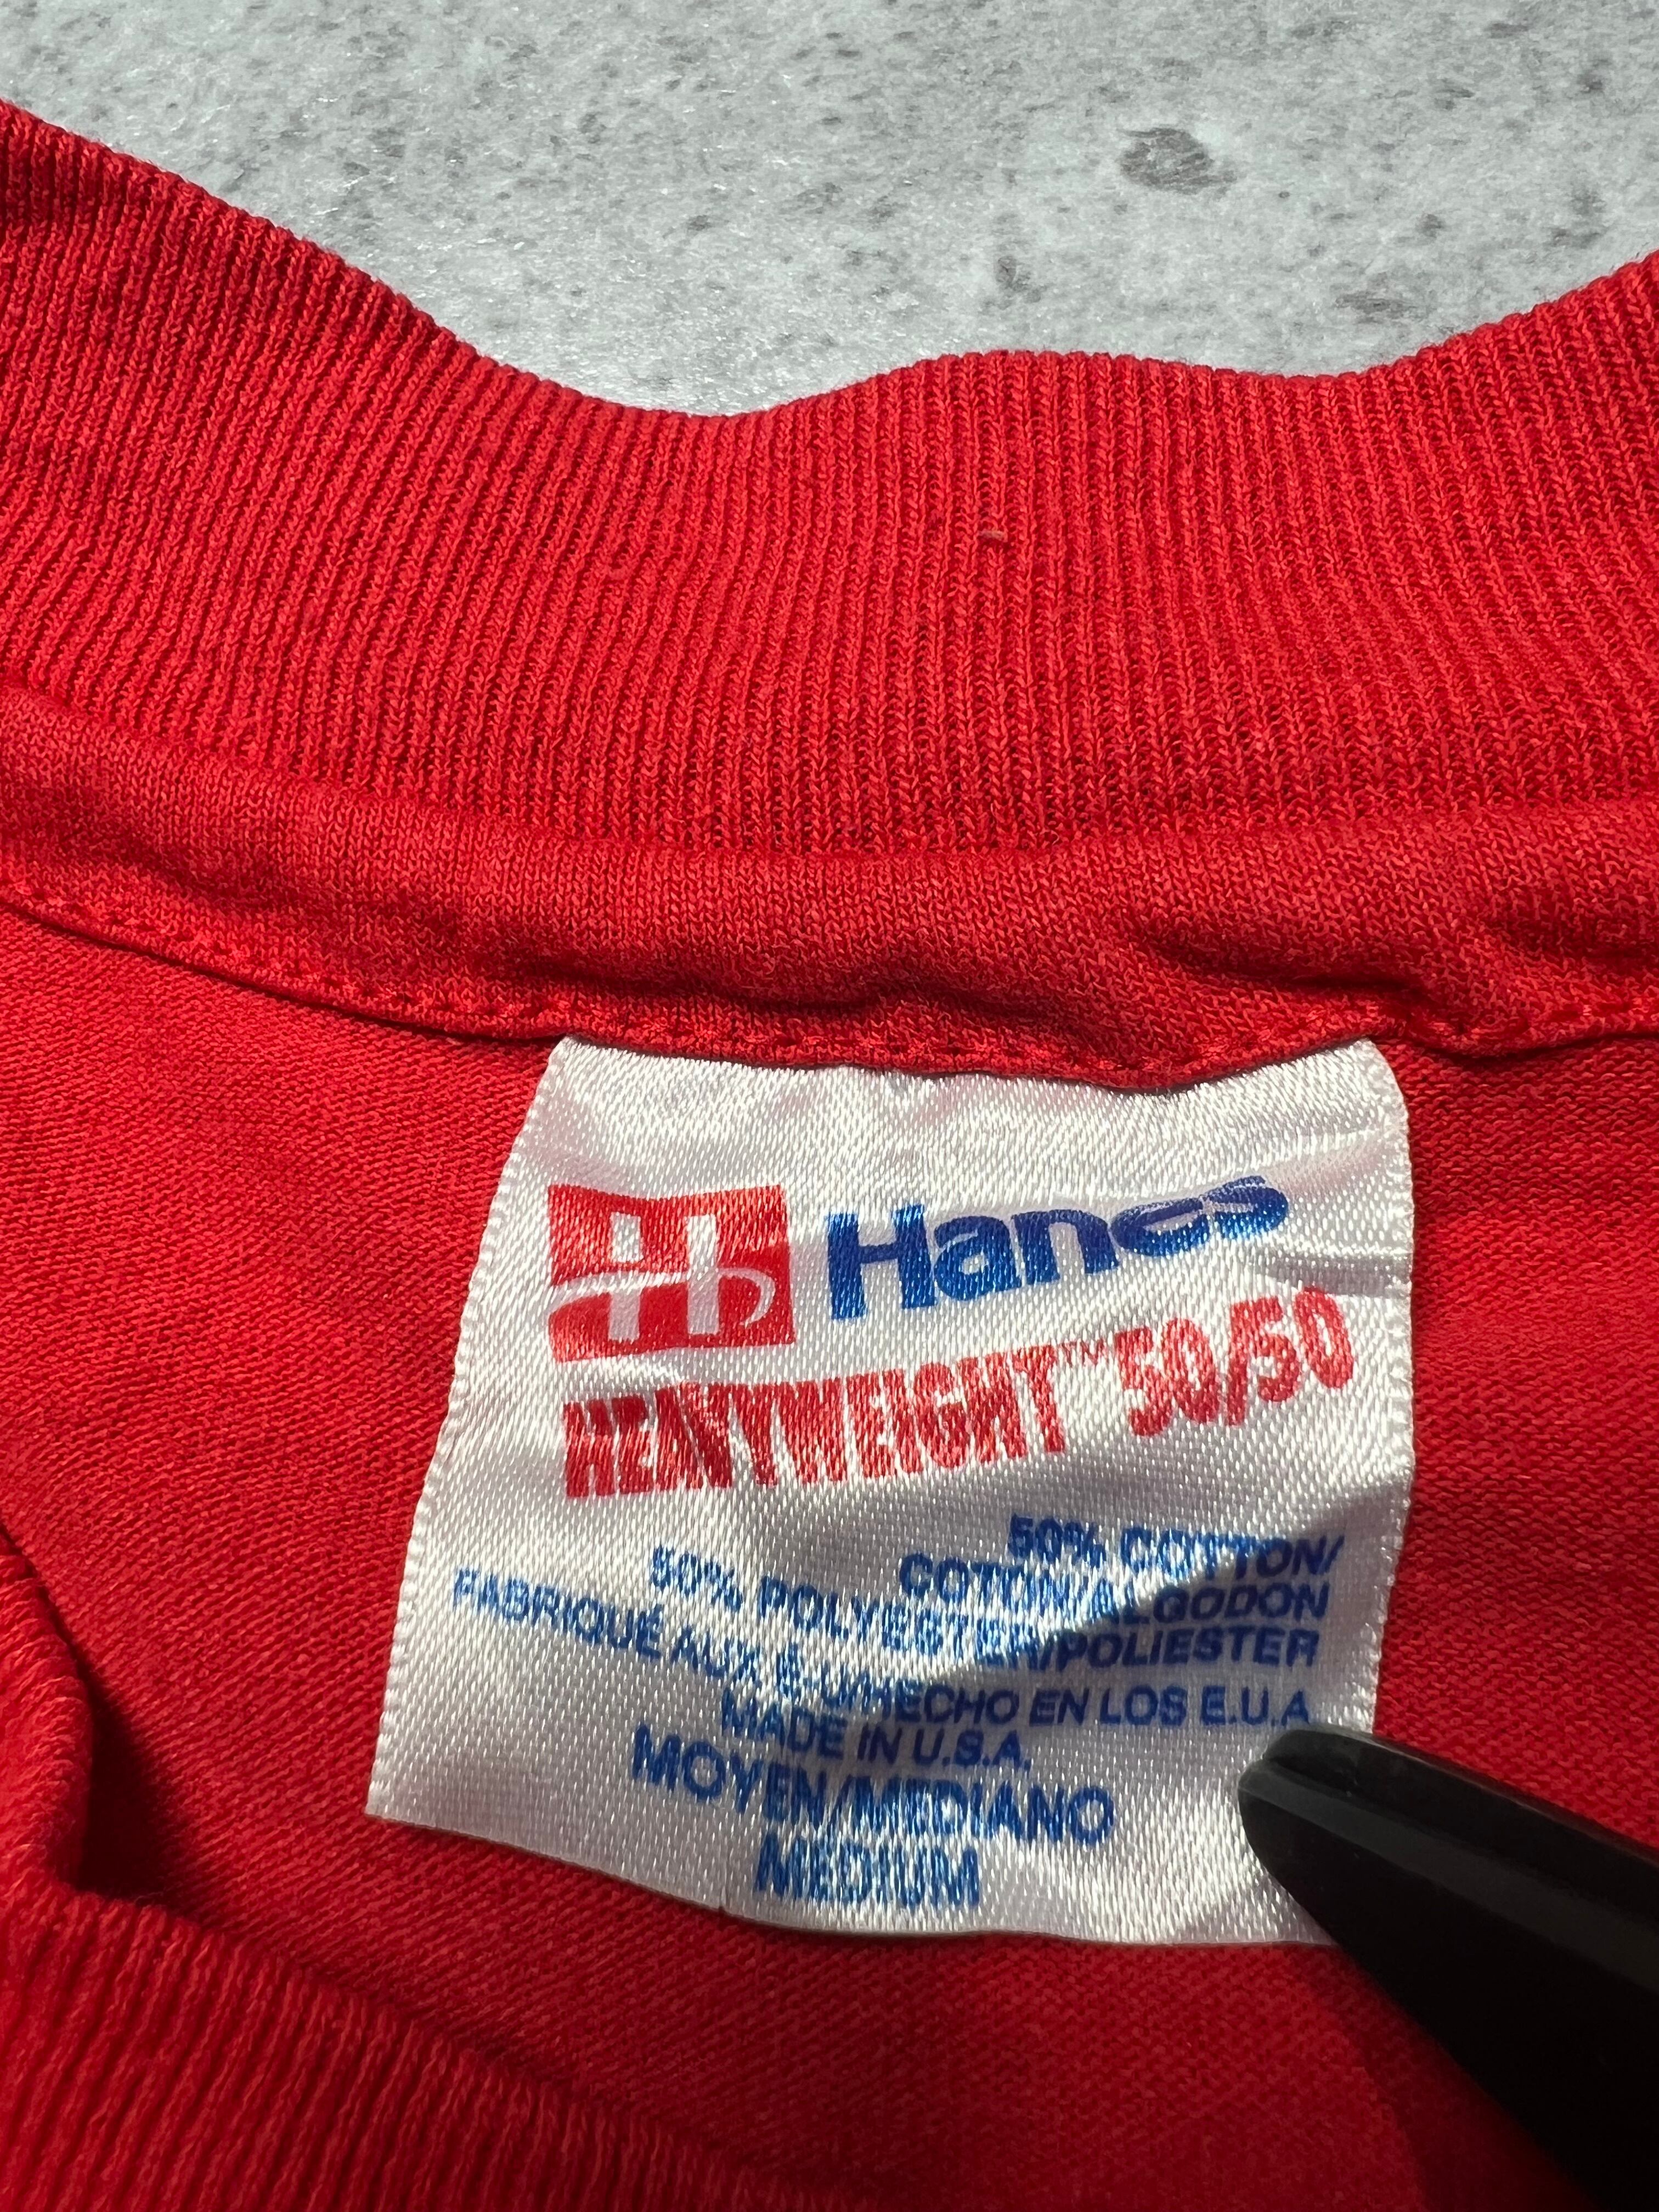 Hanes
HEAVYWEIGHT™ 50/50
50% COTTON/
COTON/ALGODON
50% POLYESTER/POLIESTER
FABRIQUÉ AUX É-U/HECHO EN LOS E.U.A.
MADE IN U.S.A.
MOYEN/MEDIANO
MEDIUM